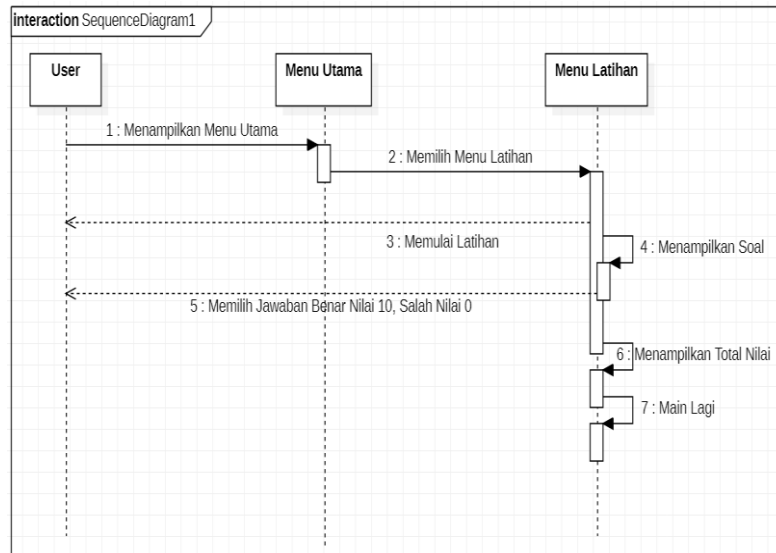 interaction SequenceDiagram1
User
Menu Utama
Menu Latihan
1 : Menampilkan Menu Utama
2 : Memilih Menu Latihan
3 : Memulai Latihan
4 : Menampilkan Soal
5 : Memilih Jawaban Benar Nilai 10, Salah Nilai 0
6 : Menampilkan Total Nilai
7 : Main Lagi